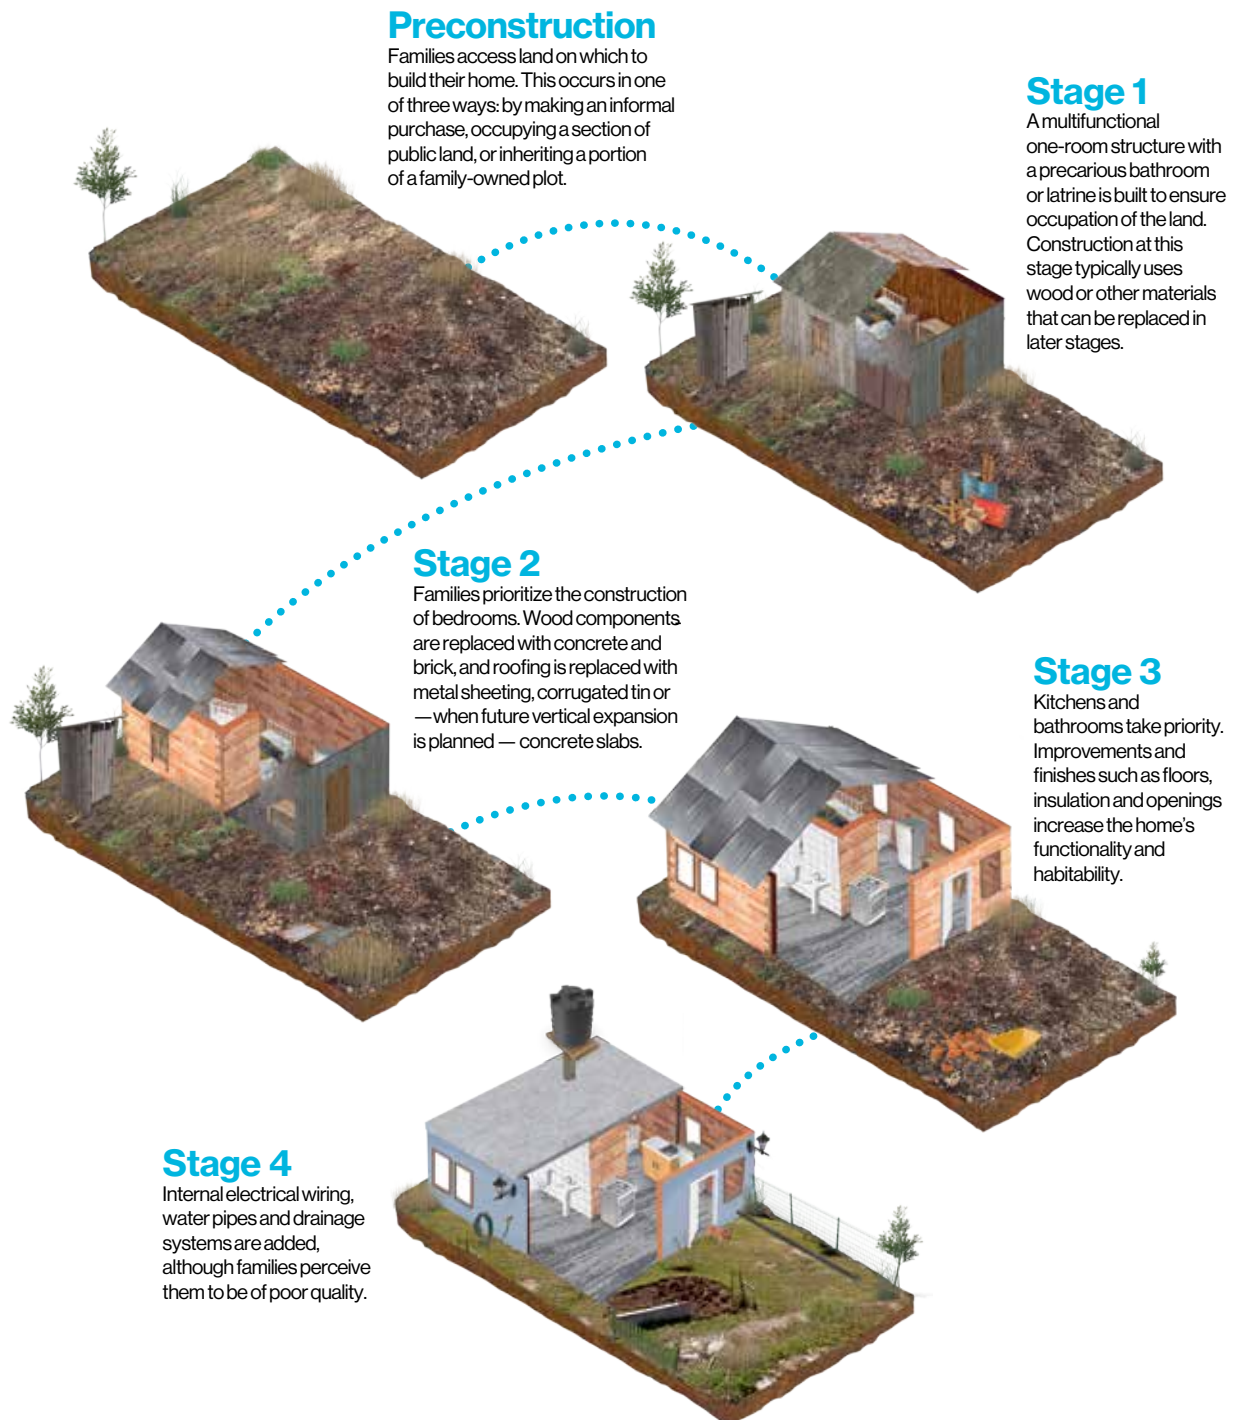 Preconstruction
Families access land on which to
build their home. This occurs in one
of three ways: by making an informal
purchase, occupying a section of
public land, or inheriting a portion
of a family-owned plot.
Stage 1
A multifunctional
one-room structure with
a precarious bathroom
or latrine is built to ensure
occupation of the land.
Construction at this
stage typically uses
wood or other materials
that can be replaced in
later stages.
Stage 2
Families prioritize the construction
of bedrooms. Wood components
are replaced with concrete and
brick, and roofing is replaced with
metal sheeting, corrugated tin or
—when future vertical expansion
is planned — concrete slabs.
Stage 3
Kitchens and
bathrooms take priority.
Improvements and
finishes such as floors,
insulation and openings
increase the home’s
functionality and
habitability.
Stage 4
Internal electrical wiring,
water pipes and drainage
systems are added,
although families perceive
them to be of poor quality.